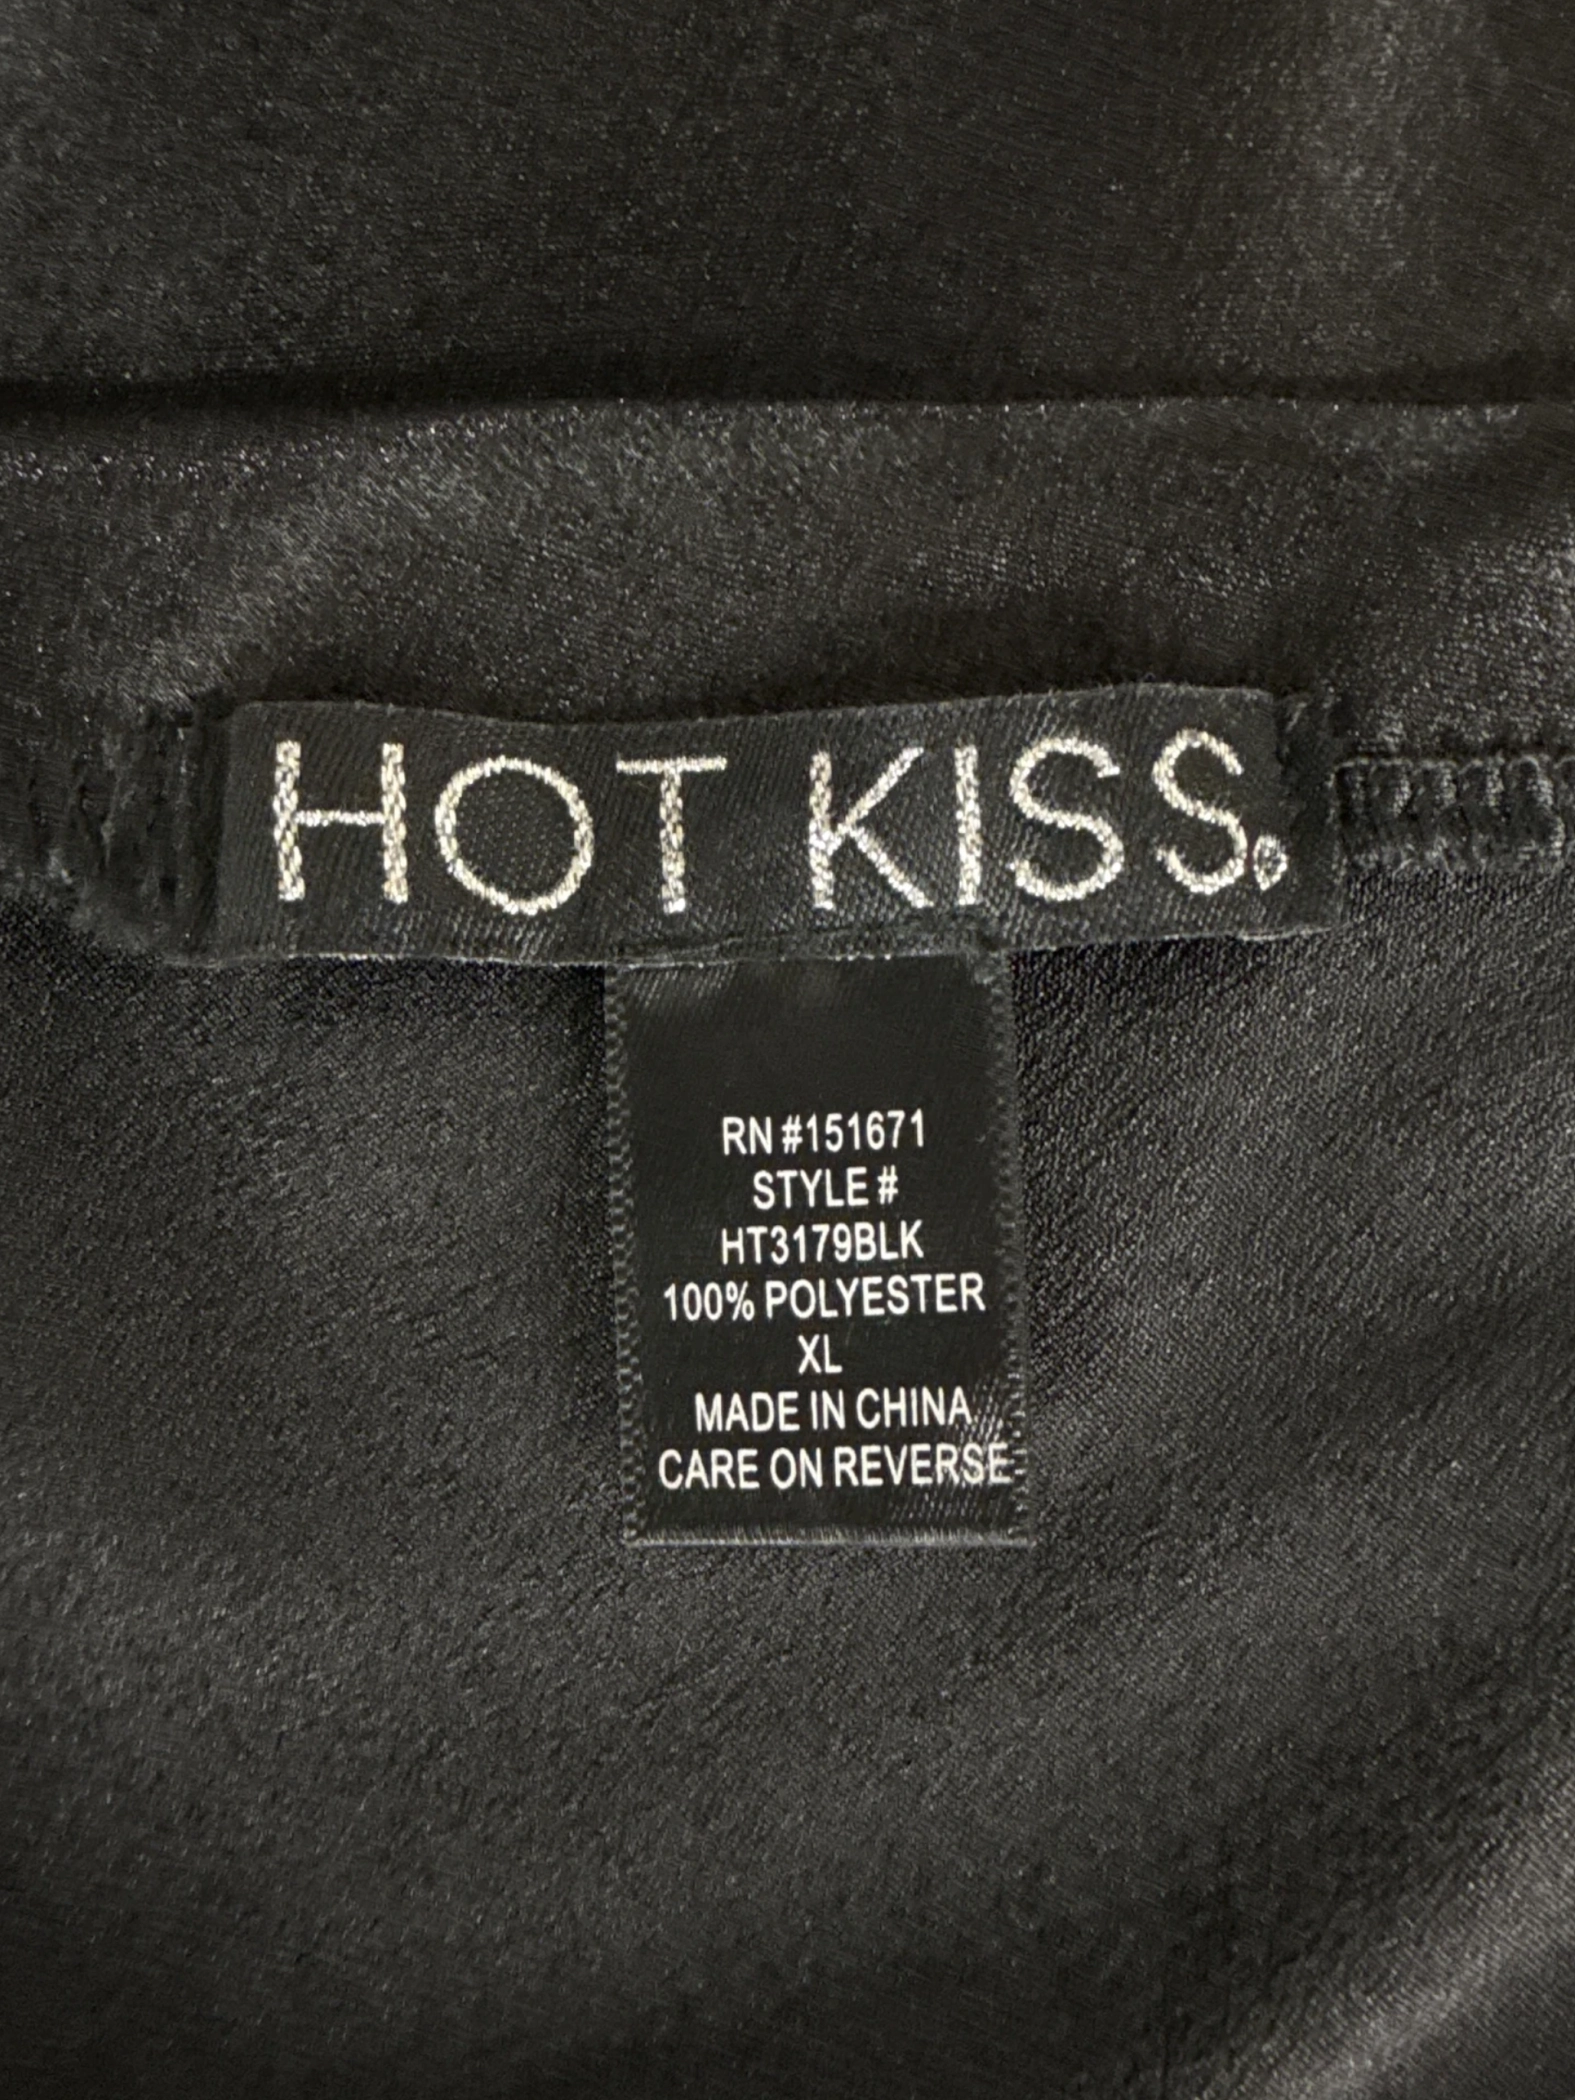 HOT KISS®
RN #151671
STYLE #
HT3179BLK
100% POLYESTER
XL
MADE IN CHINA
CARE ON REVERSE